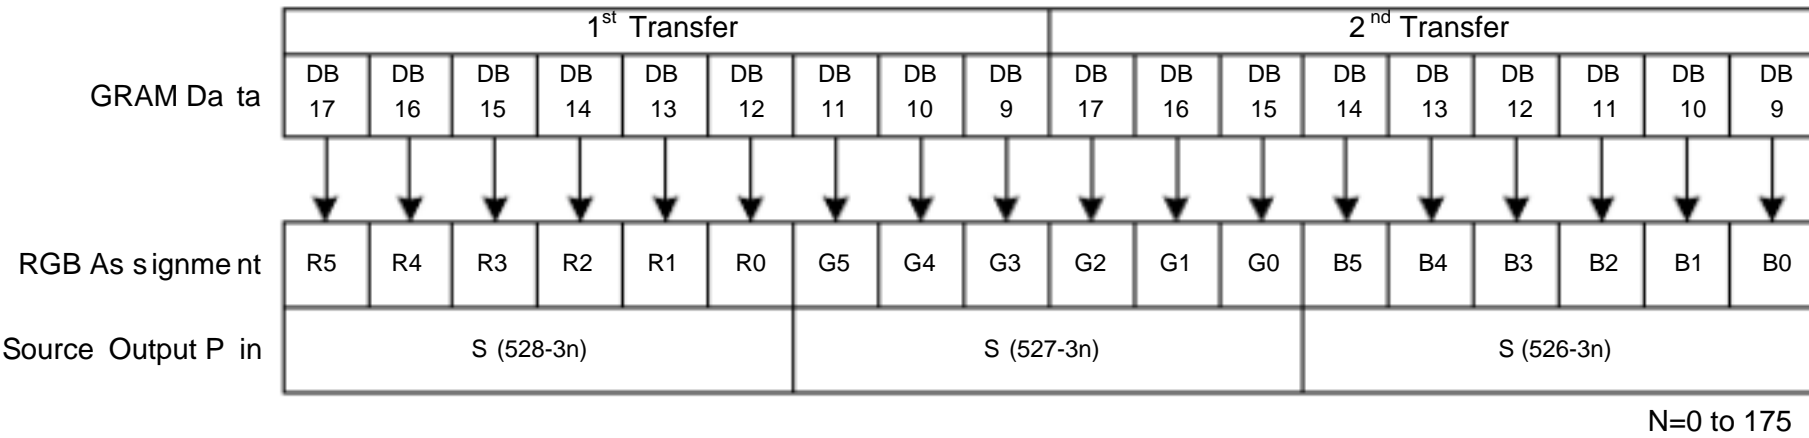 1st Transfer 2nd Transfer
GRAM Da ta
DB DB DB DB DB DB DB DB DB DB DB DB DB DB DB DB DB DB
17 16 15 14 13 12 11 10 9 17 16 15 14 13 12 11 10 9
RGB As signme nt R5 R4 R3 R2 R1 R0 G5 G4 G3 G2 G1 G0 B5 B4 B3 B2 B1 B0
Source Output P in S (528-3n) S (527-3n) S (526-3n)
N=0 to 175